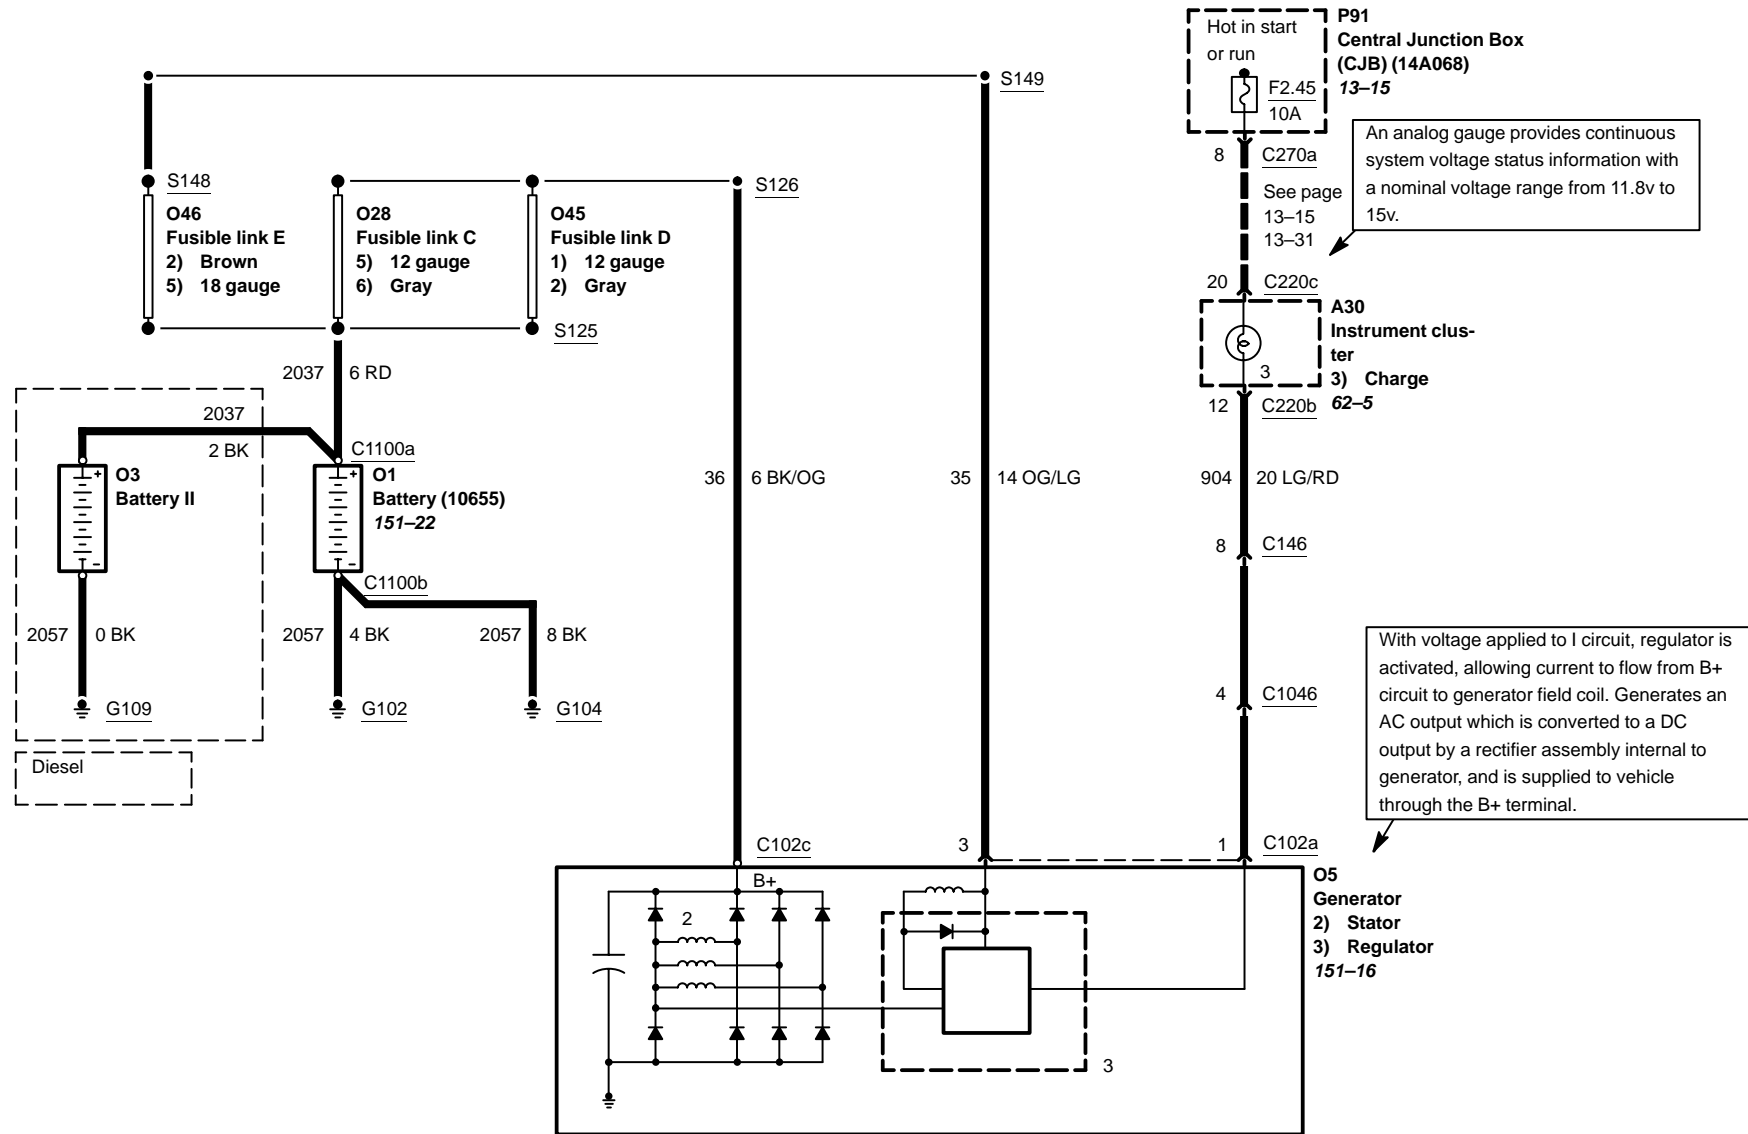 Hot in start
or run
F2.45
10A
P91
Central Junction Box
(CJB) (14A068)
13–15
S149
An analog gauge provides continuous
system voltage status information with
a nominal voltage range from 11.8v to
15v.
8
C270a
See page
13–15
13–31
S148
O46
Fusible link E
2) Brown
5) 18 gauge
O28
Fusible link C
5) 12 gauge
6) Gray
O45
Fusible link D
1) 12 gauge
2) Gray
S126
S125
20
C220c
A30
Instrument clus-
ter
3) Charge
62–5
3
12
C220b
2037
6 RD
2037
2 BK
C1100a
+
O3
Battery II
-
+
O1
Battery (10655)
151–22
-
C1100b
36
6 BK/OG
35
14 OG/LG
904
20 LG/RD
8
C146
2057
0 BK
2057
4 BK
2057
8 BK
G109
G102
G104
4
C1046
Diesel
With voltage applied to I circuit, regulator is
activated, allowing current to flow from B+
circuit to generator field coil. Generates an
AC output which is converted to a DC
output by a rectifier assembly internal to
generator, and is supplied to vehicle
through the B+ terminal.
C102c
3
1
C102a
B+
2
3
O5
Generator
2) Stator
3) Regulator
151–16